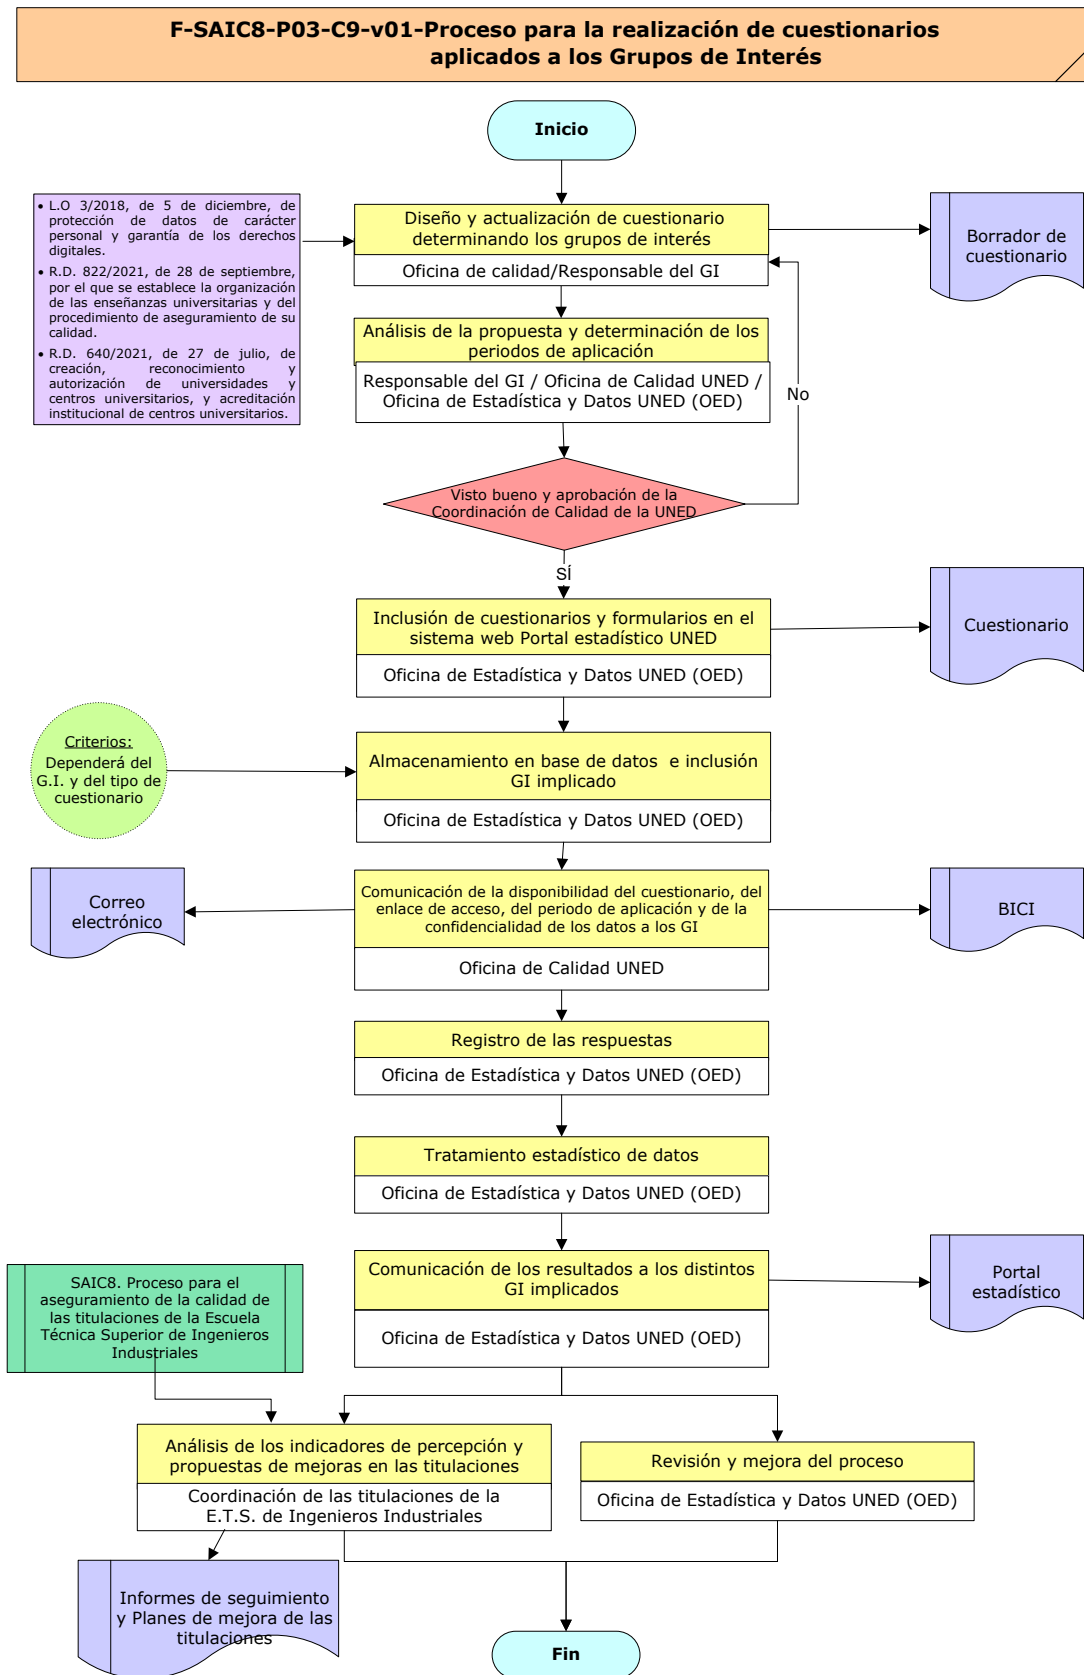 F-SAIC8-P03-C9-v01-Proceso para la realización de cuestionarios
aplicados a los Grupos de Interés
Inicio
• L.O 3/2018, de 5 de diciembre, de
protección de datos de carácter
personal y garantía de los derechos
digitales.
• R.D. 822/2021, de 28 de septiembre,
por el que se establece la organización
de las enseñanzas universitarias y del
procedimiento de aseguramiento de su
calidad.
• R.D. 640/2021, de 27 de julio, de
creación, reconocimiento y
autorización de universidades y
centros universitarios, y acreditación
institucional de centros universitarios.
Diseño y actualización de cuestionario
determinando los grupos de interés
Oficina de calidad/Responsable del GI
Borrador de
cuestionario
Análisis de la propuesta y determinación de los
periodos de aplicación
Responsable del GI / Oficina de Calidad UNED /
Oficina de Estadística y Datos UNED (OED)
No
Visto bueno y aprobación de la
Coordinación de Calidad de la UNED
SÍ
Inclusión de cuestionarios y formularios en el
sistema web Portal estadístico UNED
Oficina de Estadística y Datos UNED (OED)
Cuestionario
Criterios:
Dependerá del
G.I. y del tipo de
cuestionario
Almacenamiento en base de datos e inclusión
GI implicado
Oficina de Estadística y Datos UNED (OED)
Correo
electrónico
Comunicación de la disponibilidad del cuestionario, del
enlace de acceso, del periodo de aplicación y de la
confidencialidad de los datos a los GI
Oficina de Calidad UNED
BICI
Registro de las respuestas
Oficina de Estadística y Datos UNED (OED)
Tratamiento estadístico de datos
Oficina de Estadística y Datos UNED (OED)
Comunicación de los resultados a los distintos
GI implicados
Oficina de Estadística y Datos UNED (OED)
Portal
estadístico
SAIC8. Proceso para el
aseguramiento de la calidad de
las titulaciones de la Escuela
Técnica Superior de Ingenieros
Industriales
Análisis de los indicadores de percepción y
propuestas de mejoras en las titulaciones
Coordinación de las titulaciones de la
E.T.S. de Ingenieros Industriales
Revisión y mejora del proceso
Oficina de Estadística y Datos UNED (OED)
Informes de seguimiento
y Planes de mejora de las
titulaciones
Fin